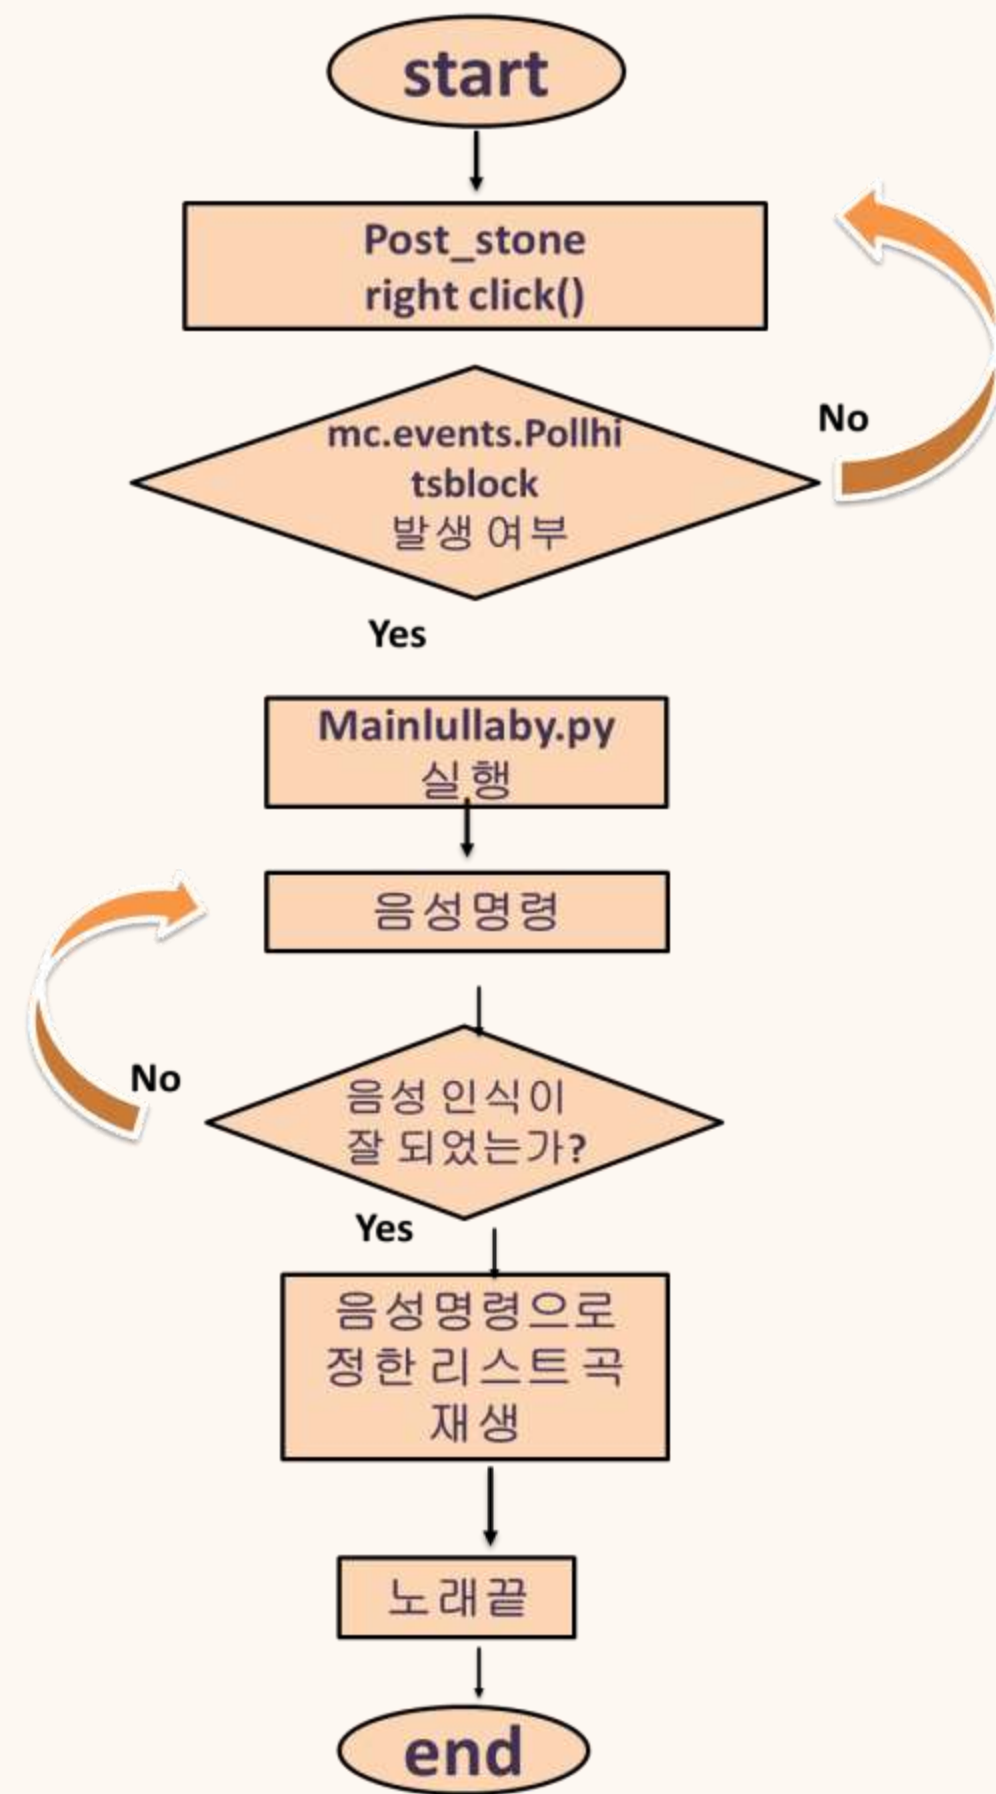 start
Post_stone
right click()
No
mc.events.Pollhi
tsblock
발생 여부
Yes
Mainlullaby.py
실행
음성명령
No
음성 인식이
잘 되었는가?
Yes
음성명령으로
정한 리스트 곡
재생
노래끝
end